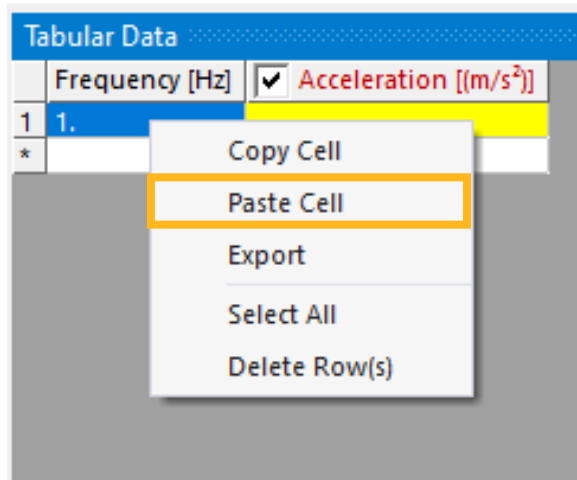 Tabular Data
Frequency [Hz] Acceleration [(m/s²)]
1 1.
*
Copy Cell
Paste Cell
Export
Select All
Delete Row(s)